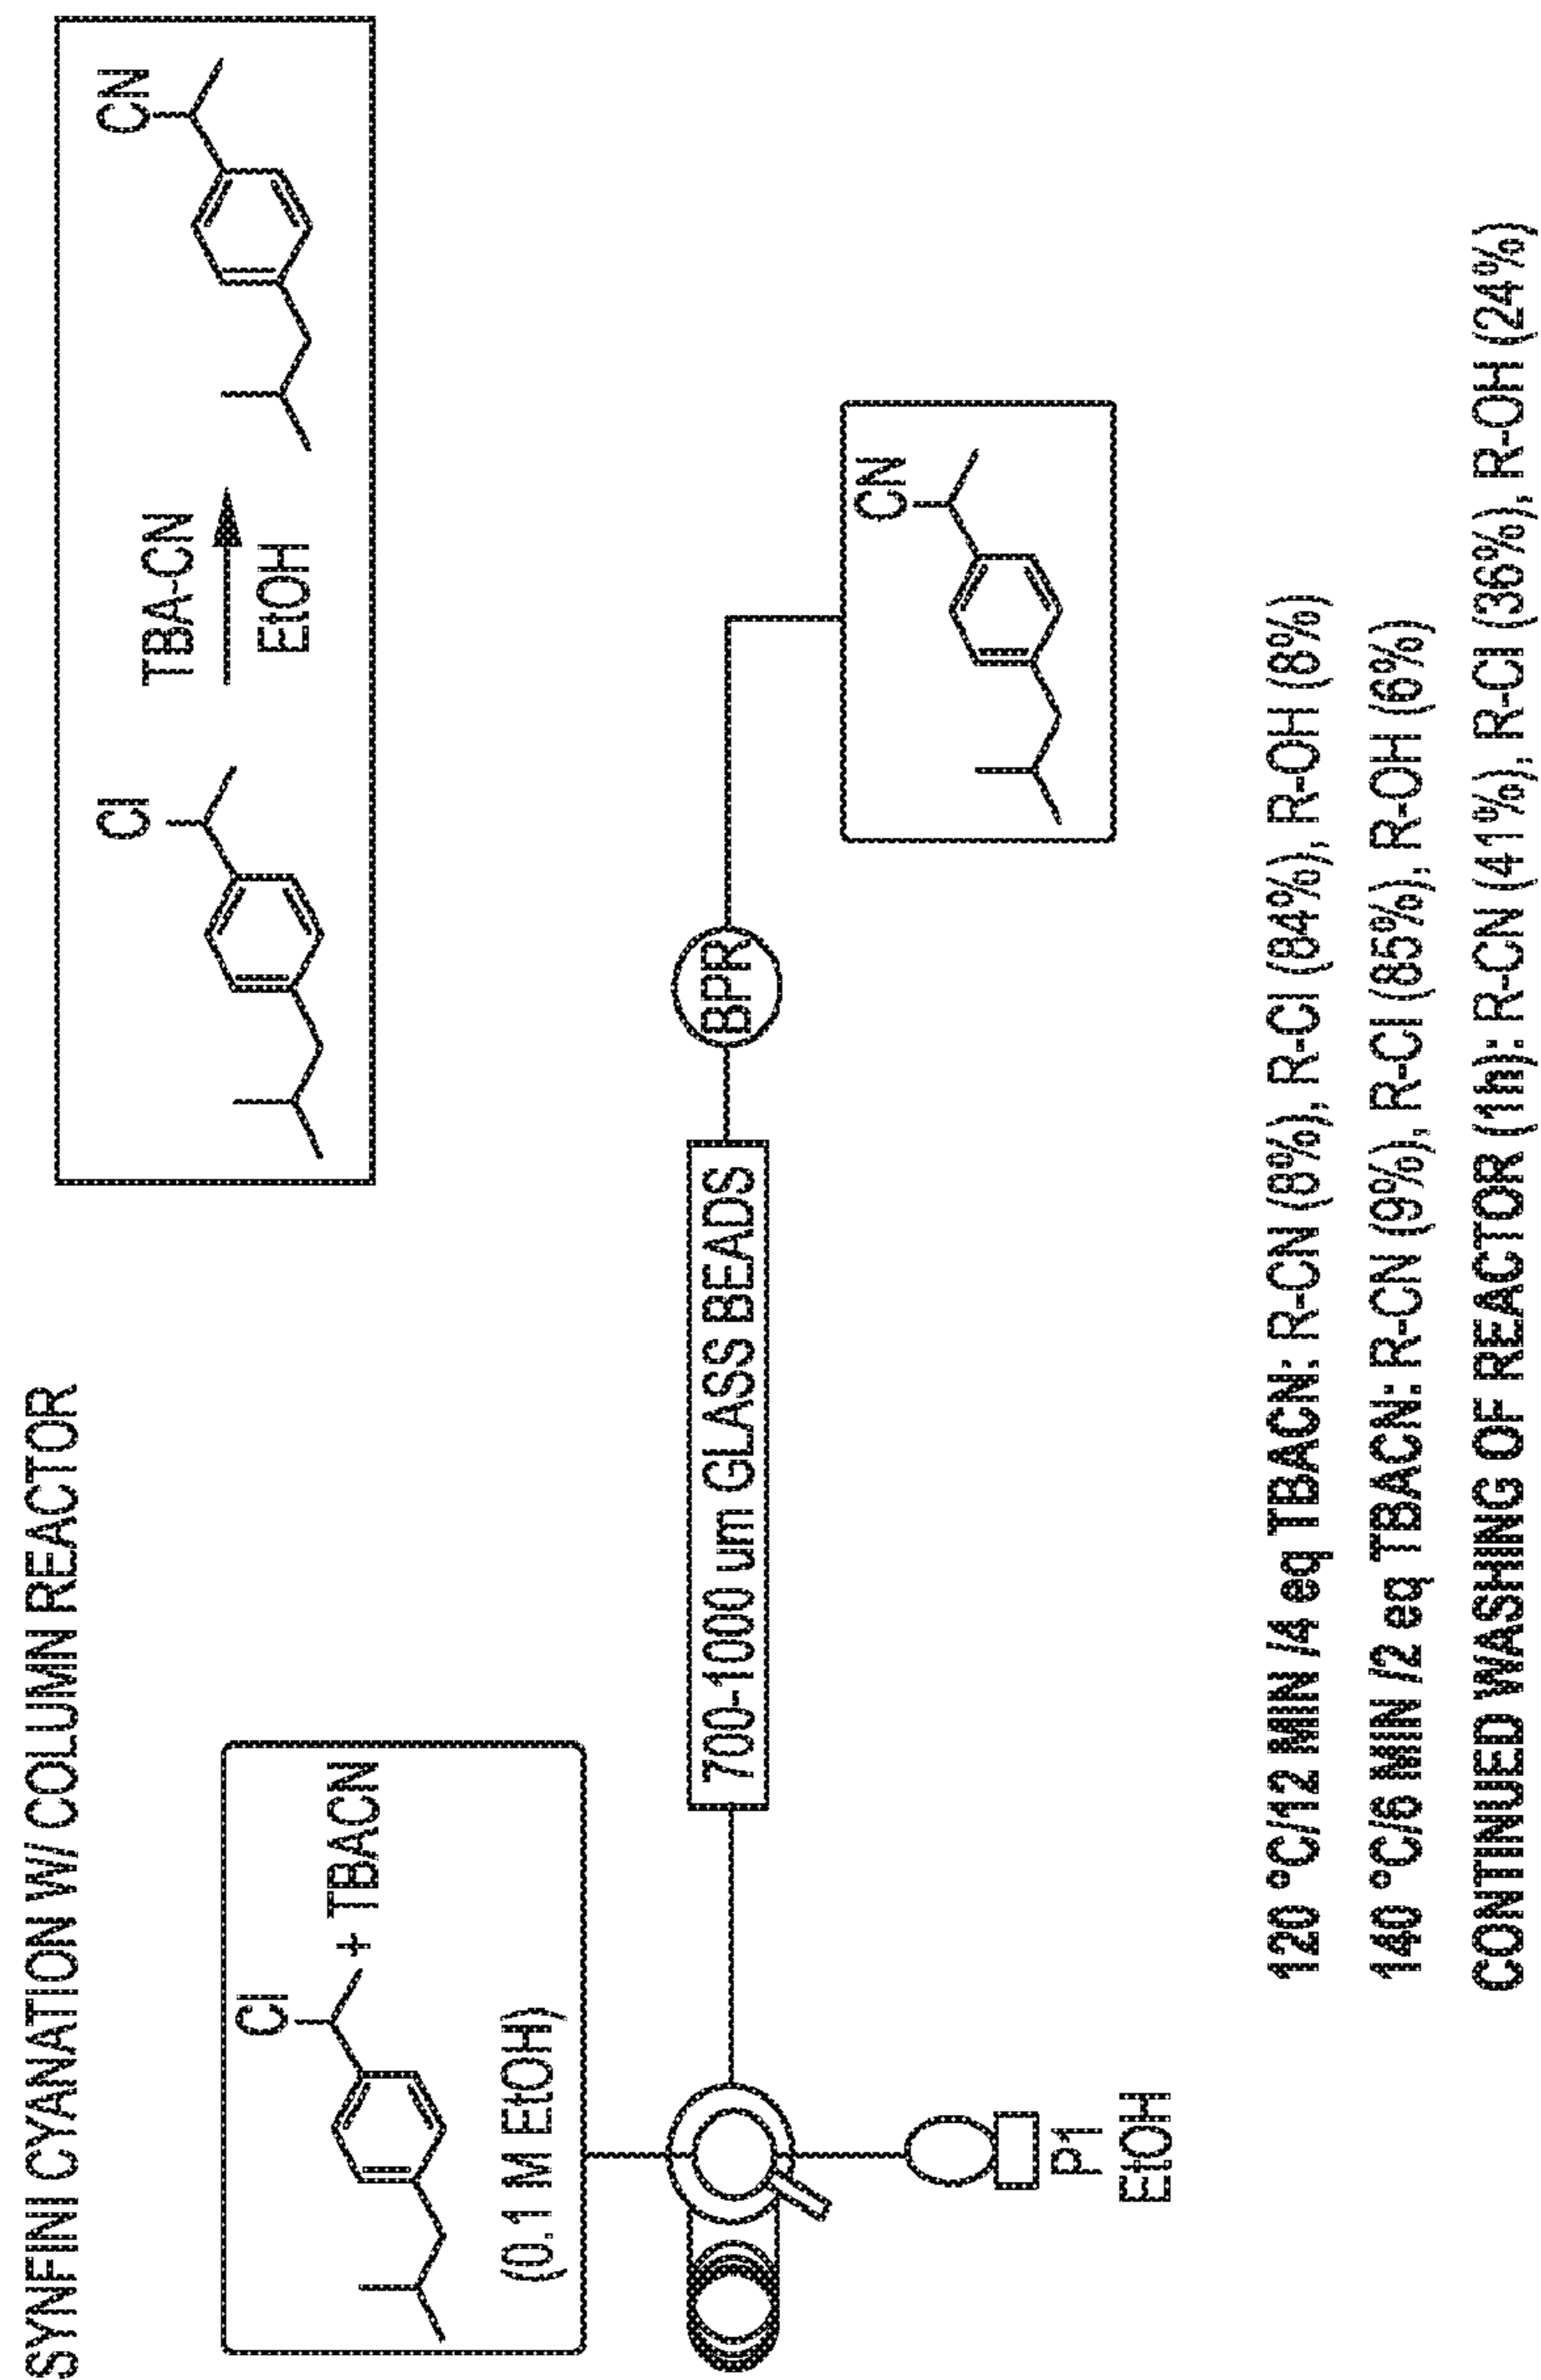 SYNFINI CYANATION W/ COLUMN REACTOR
Cl
TBA-CN
EtOH
CN
Cl
+ TBACN
(0.1 M EtOH)
P1
EtOH
700-1000 um GLASS BEADS
BPR
CN
120 °C/12 MIN /4 eq TBACN: R-CN (8%), R-Cl (84%), R-OH (8%)
140 °C/6 MIN /2 eq TBACN: R-CN (9%), R-Cl (85%), R-OH (6%)
CONTINUED WASHING OF REACTOR (1h): R-CN (41%), R-Cl (36%), R-OH (24%)